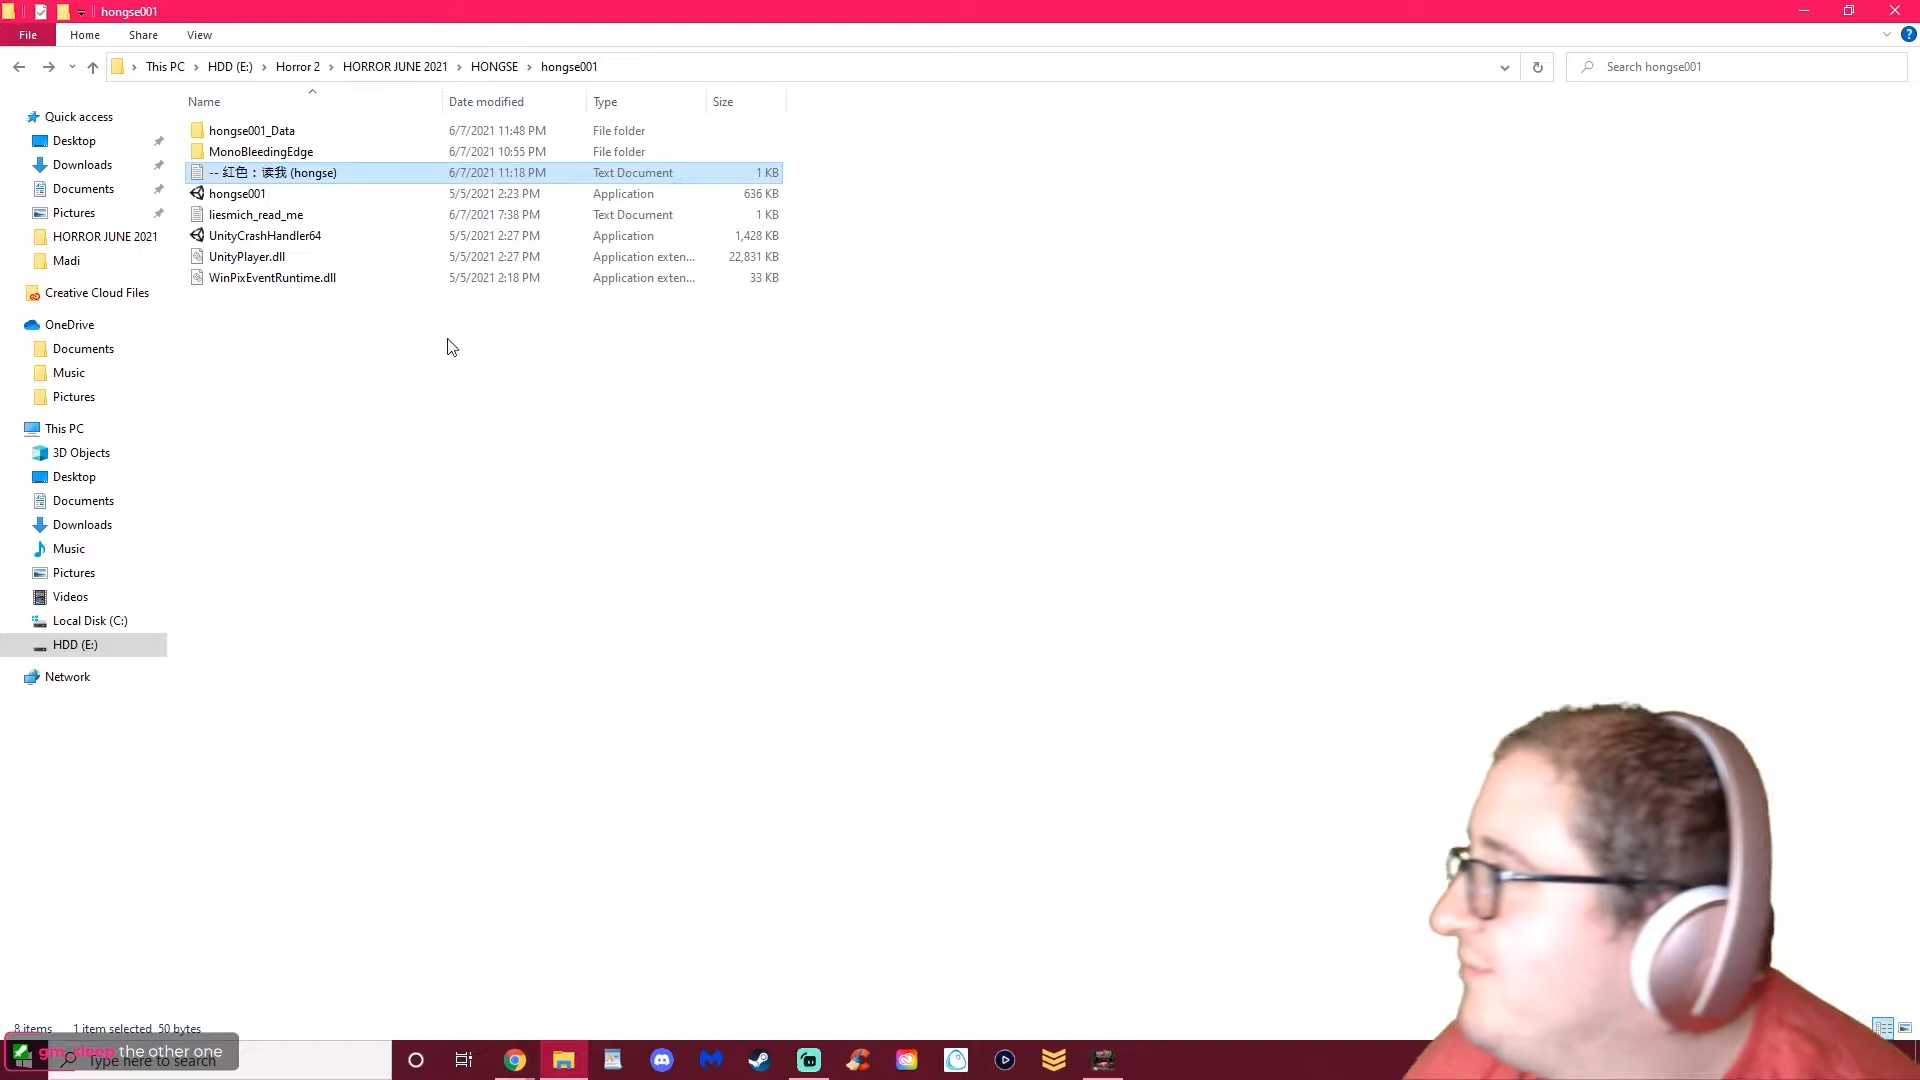 hongse001
File Home Share View
This PC HDD (E:) Horror 2 HORROR JUNE 2021 HONGSE hongse001
Search hongse001
Name Date modified Type Size
hongse001_Data 6/7/2021 11:48 PM File folder
MonoBleedingEdge 6/7/2021 10:55 PM File folder
-- 红色：读我 (hongse) 6/7/2021 11:18 PM Text Document 1 KB
hongse001 5/5/2021 2:23 PM Application 636 KB
liesmich_read_me 6/7/2021 7:38 PM Text Document 1 KB
UnityCrashHandler64 5/5/2021 2:27 PM Application 1,428 KB
UnityPlayer.dll 5/5/2021 2:27 PM Application exten... 22,831 KB
WinPixEventRuntime.dll 5/5/2021 2:18 PM Application exten... 33 KB
Quick access
Desktop
Downloads
Documents
Pictures
HORROR JUNE 2021
Madi
Creative Cloud Files
OneDrive
Documents
Music
Pictures
This PC
3D Objects
Desktop
Documents
Downloads
Music
Pictures
Videos
Local Disk (C:)
HDD (E:)
Network
8 items 1 item selected 50 bytes
gm_sleep the other one
Type here to search